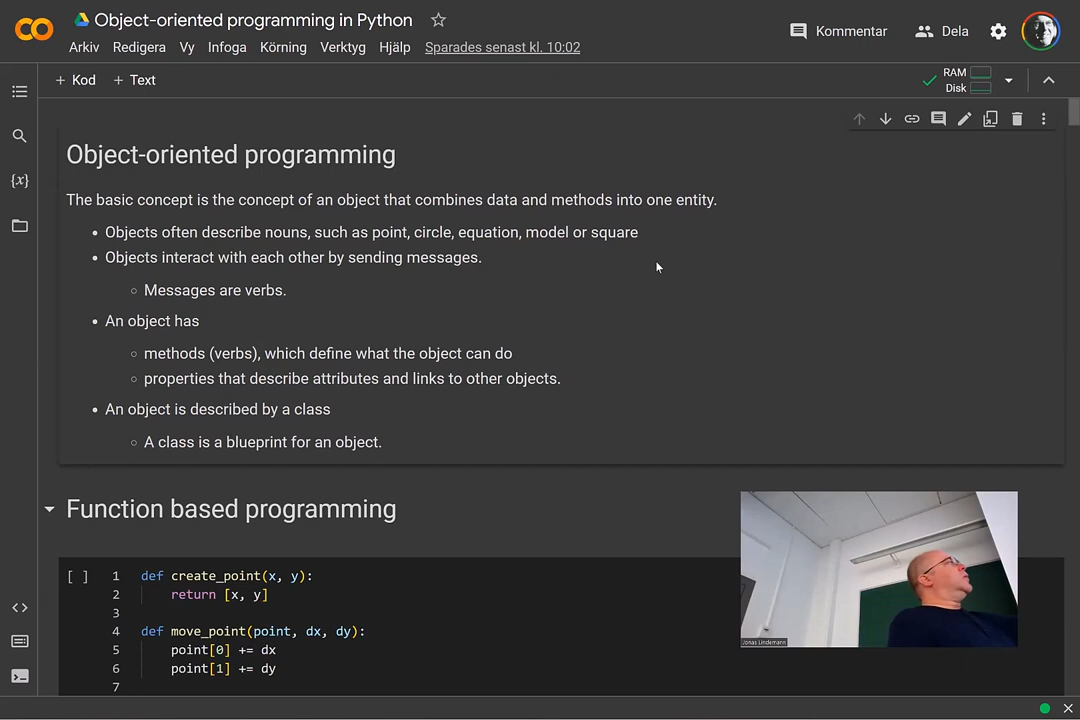 Object-oriented programming in Python
Kommentar
Dela
Arkiv Redigera Vy Infoga Körning Verktyg Hjälp Sparades senast kl. 10:02
+ Kod + Text
RAM
Disk
{x}
Object-oriented programming
The basic concept is the concept of an object that combines data and methods into one entity.
Objects often describe nouns, such as point, circle, equation, model or square
Objects interact with each other by sending messages.
Messages are verbs.
An object has
methods (verbs), which define what the object can do
properties that describe attributes and links to other objects.
An object is described by a class
A class is a blueprint for an object.
Function based programming
[ ] 1 def create_point(x, y):
2 return [x, y]
3
4 def move_point(point, dx, dy):
5 point[0] += dx
6 point[1] += dy
7
Jonas Lindemann